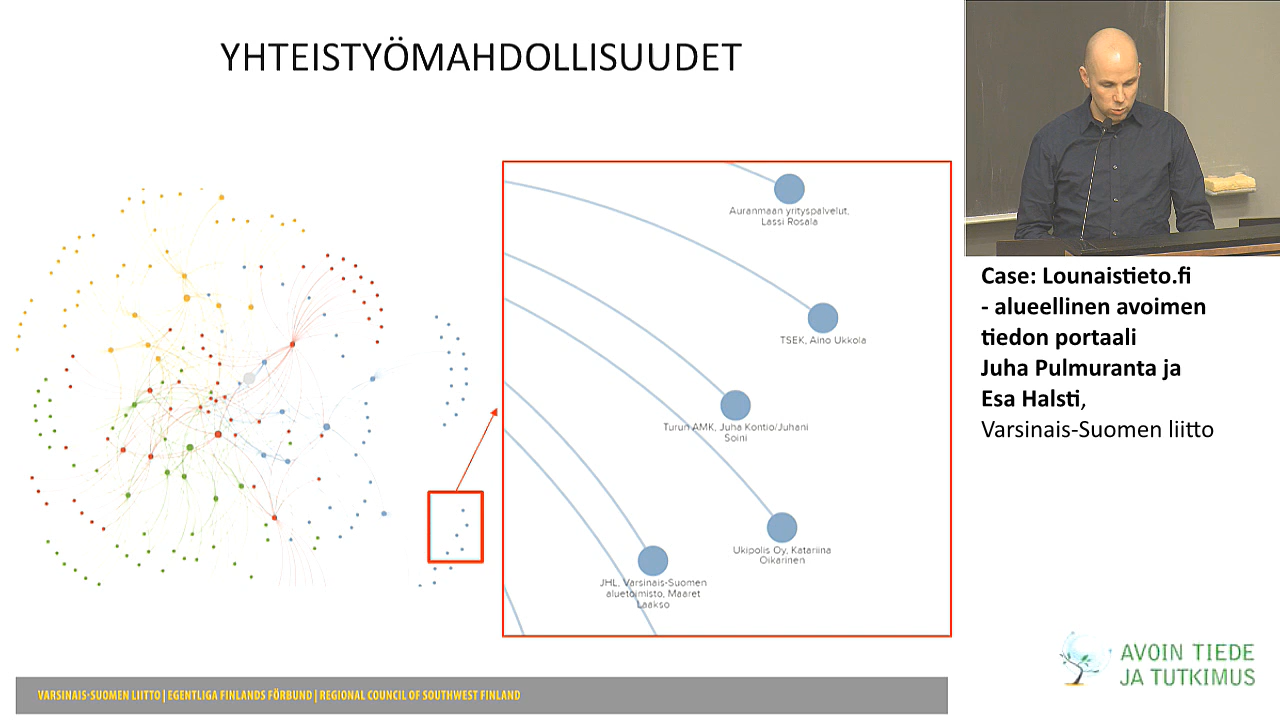 YHTEISTYÖMAHDOLLISUUDET
Auranmaan yrityspalvelut,
Lassi Rosala
TSEK, Aino Ukkola
Turun AMK, Juha Kontio/Juhani
Soini
Ukipolis Oy, Katariina
Oikarinen
JHL, Varsinais-Suomen
aluetoimisto, Maaret
Laakso
VARSINAIS-SUOMEN LIITTO | EGENTLIGA FINLANDS FÖRBUND | REGIONAL COUNCIL OF SOUTHWEST FINLAND
Case: Lounaistieto.fi
- alueellinen avoimen
tiedon portaali
Juha Pulmuranta ja
Esa Halsti,
Varsinais-Suomen liitto
AVOIN TIEDE
JA TUTKIMUS